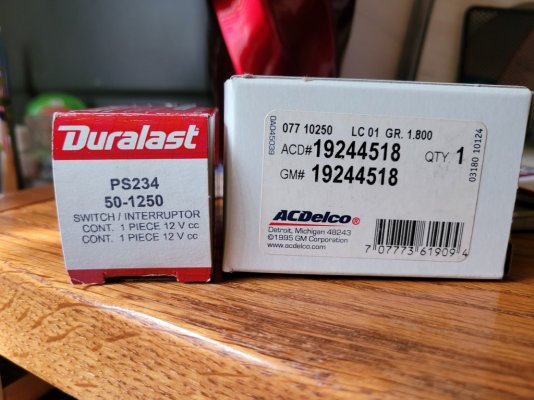 Duralast
PS234
50-1250
SWITCH / INTERRUPTOR
CONT. 1 PIECE 12 V cc
CONT. 1 PIECE 12 V cc
077 10250 LC 01 GR. 1.800
ACD# 19244518 QTY. 1
GM# 19244518
0AD45039
03180 10124
ACDelco
Detroit, Michigan 48243
©1995 GM Corporation
www.acdelco.com
7 07773 61909 4